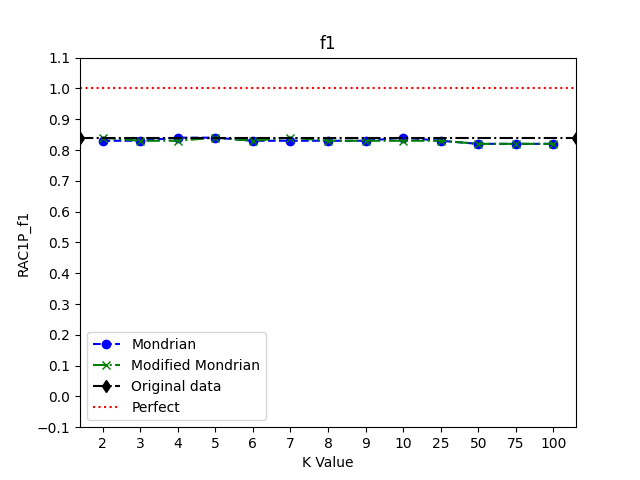 f1
1.1
1.0
0.9
0.8
0.7
0.6
0.5
0.4
0.3
0.2
0.1
0.0
−0.1
RAC1P_f1
Mondrian
Modified Mondrian
Original data
Perfect
2 3 4 5 6 7 8 9 10 25 50 75 100
K Value